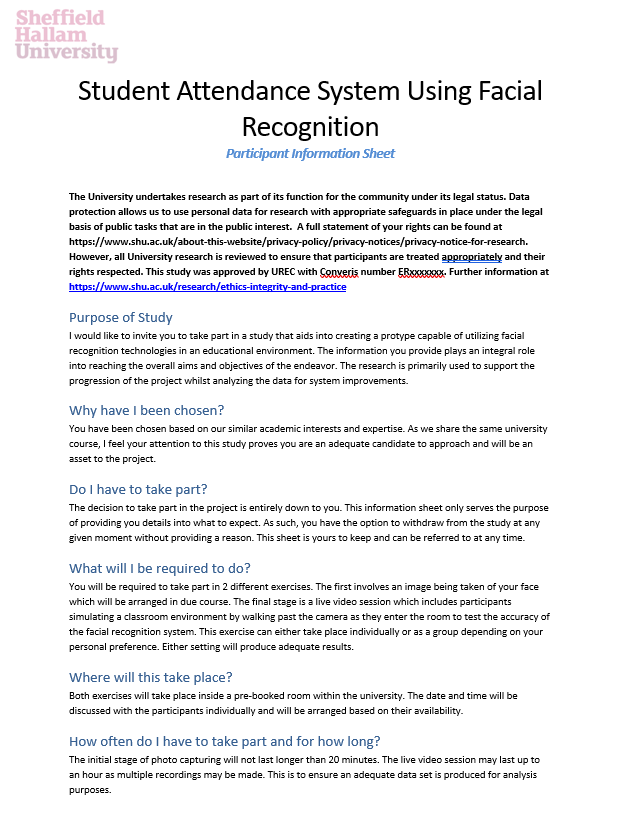 Sheffield
Hallam
University
Student Attendance System Using Facial
Recognition
Participant Information Sheet
The University undertakes research as part of its function for the community under its legal status. Data
protection allows us to use personal data for research with appropriate safeguards in place under the legal
basis of public tasks that are in the public interest. A full statement of your rights can be found at
https://www.shu.ac.uk/about-this-website/privacy-policy/privacy-notices/privacy-notice-for-research.
However, all University research is reviewed to ensure that participants are treated appropriately and their
rights respected. This study was approved by UREC with Converis number ERxxxxxxx. Further information at
https://www.shu.ac.uk/research/ethics-integrity-and-practice
Purpose of Study
I would like to invite you to take part in a study that aids into creating a protype capable of utilizing facial
recognition technologies in an educational environment. The information you provide plays an integral role
into reaching the overall aims and objectives of the endeavor. The research is primarily used to support the
progression of the project whilst analyzing the data for system improvements.
Why have I been chosen?
You have been chosen based on our similar academic interests and expertise. As we share the same university
course, I feel your attention to this study proves you are an adequate candidate to approach and will be an
asset to the project.
Do I have to take part?
The decision to take part in the project is entirely down to you. This information sheet only serves the purpose
of providing you details into what to expect. As such, you have the option to withdraw from the study at any
given moment without providing a reason. This sheet is yours to keep and can be referred to at any time.
What will I be required to do?
You will be required to take part in 2 different exercises. The first involves an image being taken of your face
which will be arranged in due course. The final stage is a live video session which includes participants
simulating a classroom environment by walking past the camera as they enter the room to test the accuracy of
the facial recognition system. This exercise can either take place individually or as a group depending on your
personal preference. Either setting will produce adequate results.
Where will this take place?
Both exercises will take place inside a pre-booked room within the university. The date and time will be
discussed with the participants individually and will be arranged based on their availability.
How often do I have to take part and for how long?
The initial stage of photo capturing will not last longer than 20 minutes. The live video session may last up to
an hour as multiple recordings may be made. This is to ensure an adequate data set is produced for analysis
purposes.